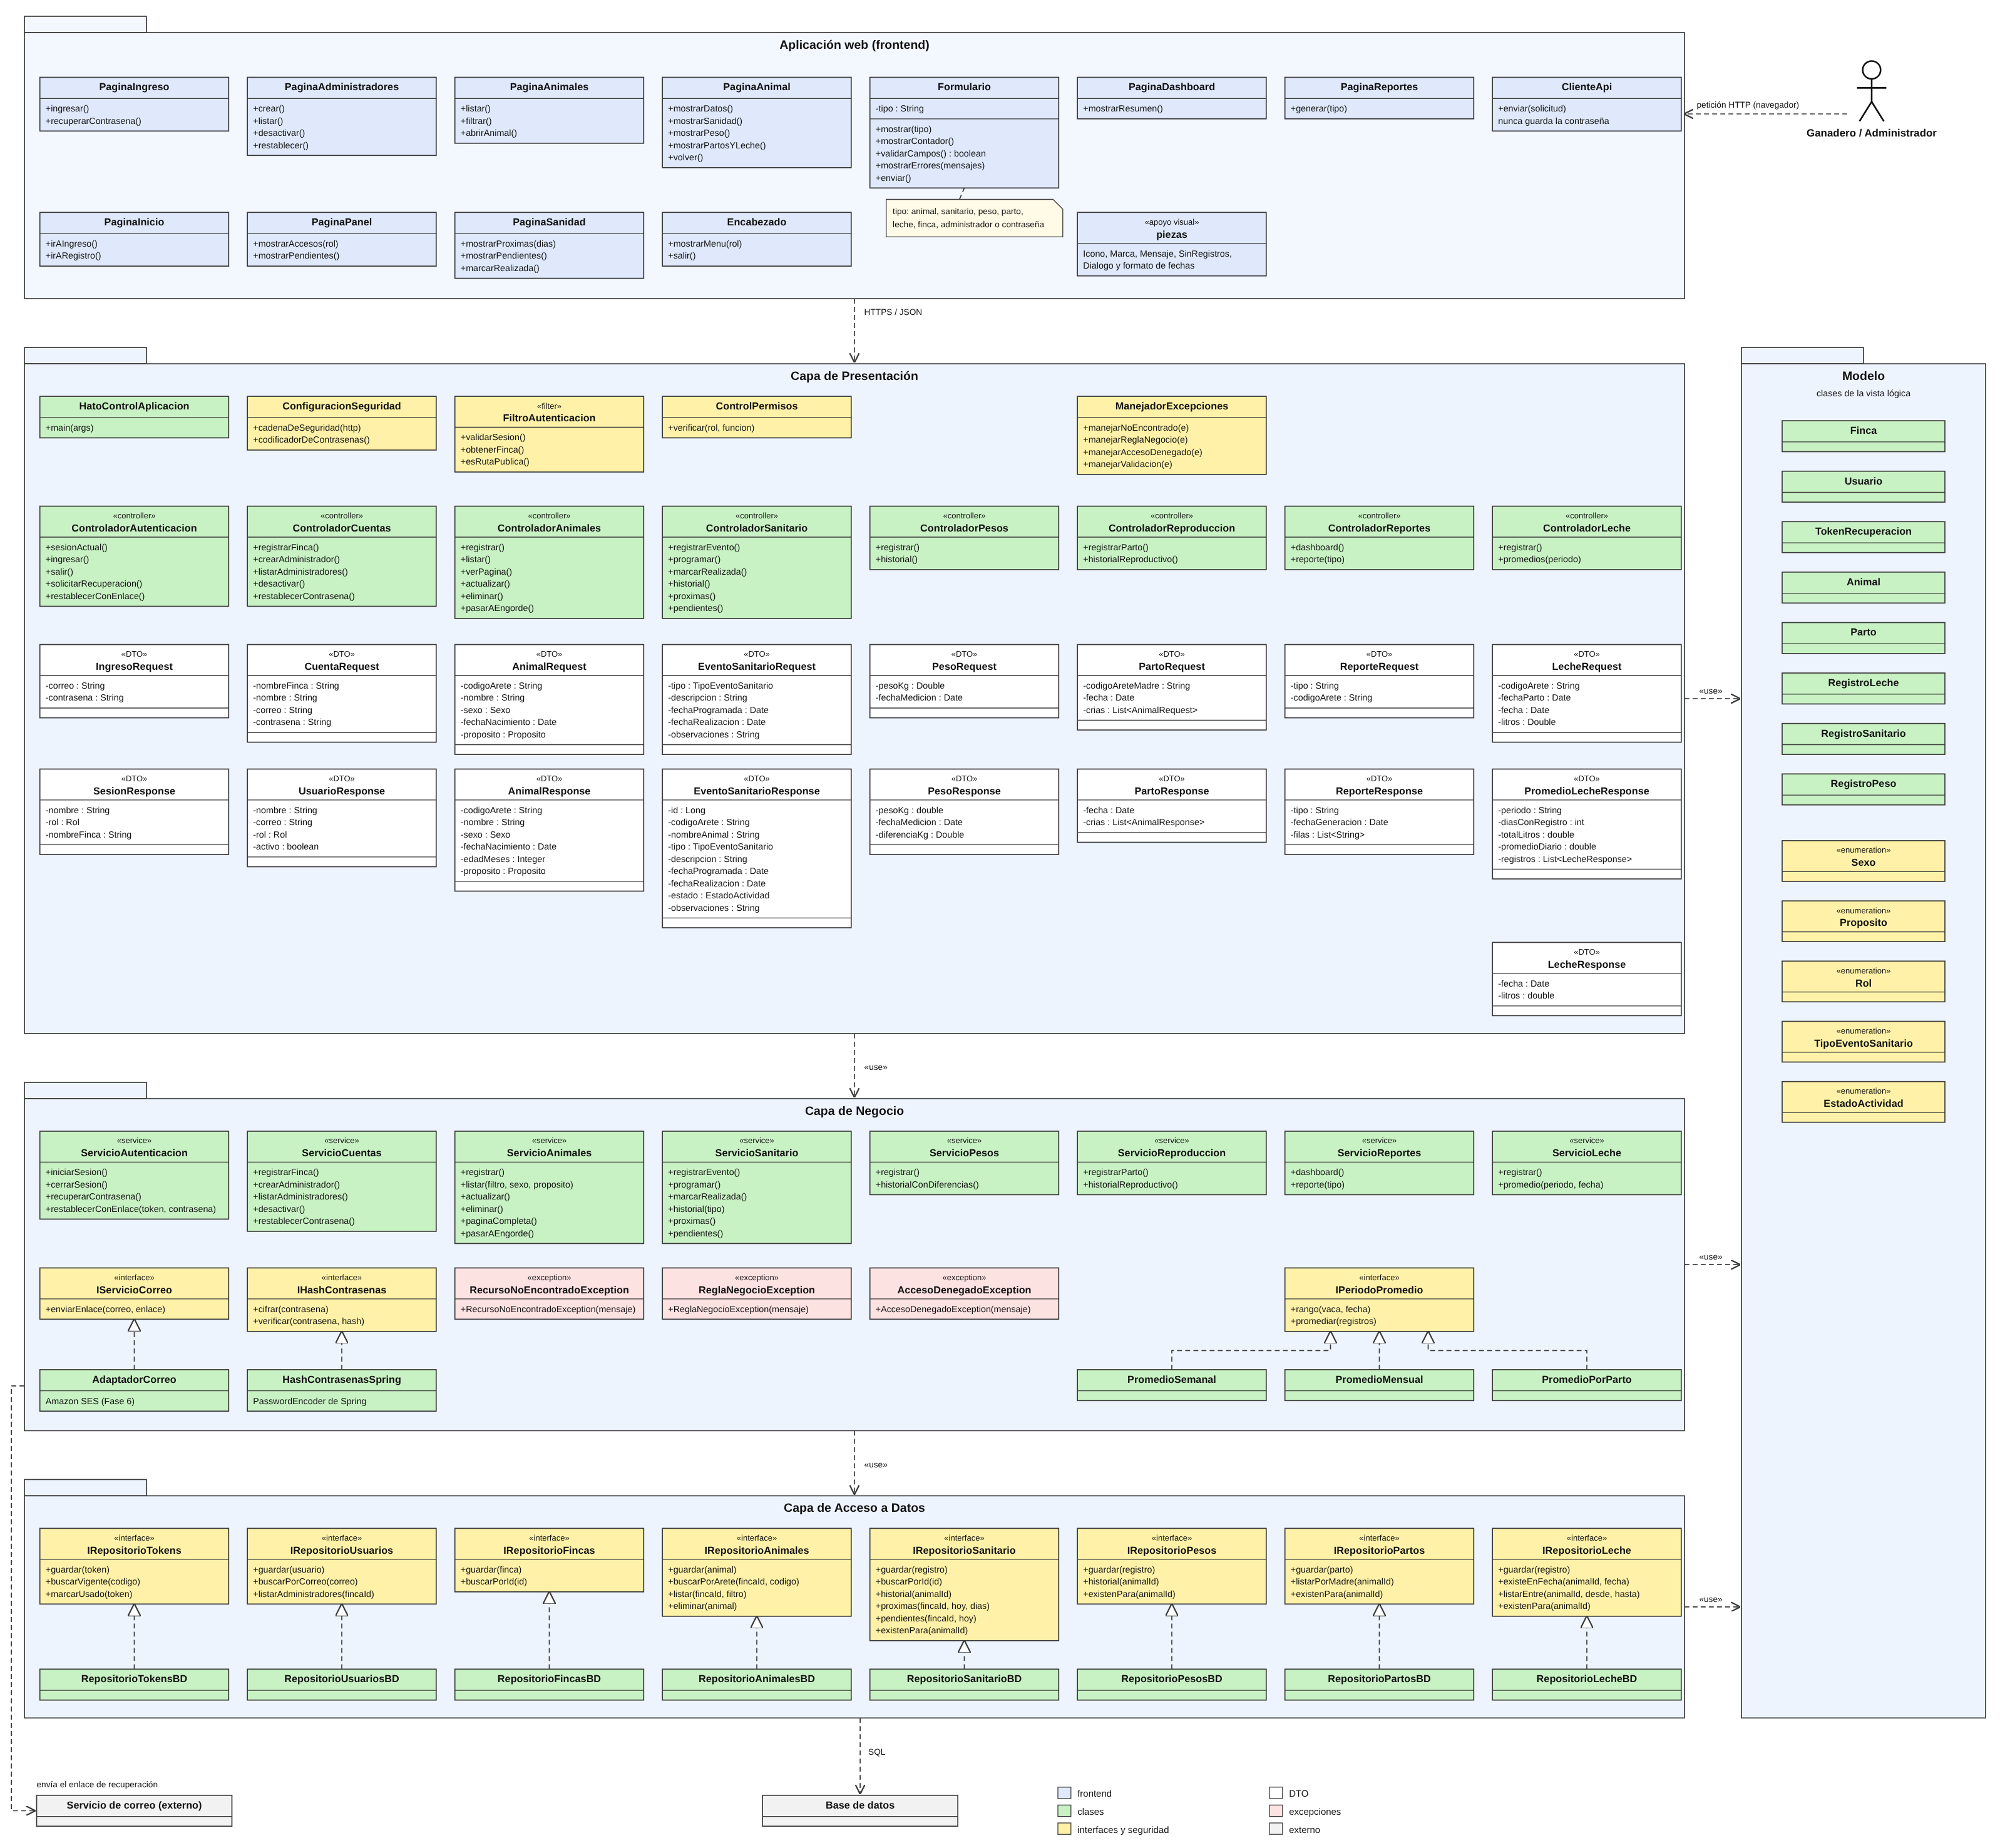 Aplicación web (frontend)
PaginaIngreso
+ingresar()
+recuperarContrasena()
PaginaAdministradores
+crear()
+listar()
+desactivar()
+restablecer()
PaginaAnimales
+listar()
+filtrar()
+abrirAnimal()
PaginaAnimal
+mostrarDatos()
+mostrarSanidad()
+mostrarPeso()
+mostrarPartosYLeche()
+volver()
Formulario
-tipo : String
+mostrar(tipo)
+mostrarContador()
+validarCampos() : boolean
+mostrarErrores(mensajes)
+enviar()
PaginaDashboard
+mostrarResumen()
PaginaReportes
+generar(tipo)
ClienteApi
+enviar(solicitud)
nunca guarda la contraseña
petición HTTP (navegador)
Ganadero / Administrador
PaginaInicio
+irAIngreso()
+irARegistro()
PaginaPanel
+mostrarAccesos(rol)
+mostrarPendientes()
PaginaSanidad
+mostrarProximas(dias)
+mostrarPendientes()
+marcarRealizada()
Encabezado
+mostrarMenu(rol)
+salir()
tipo: animal, sanitario, peso, parto,
leche, finca, administrador o contraseña
«apoyo visual»
piezas
Icono, Marca, Mensaje, SinRegistros,
Dialogo y formato de fechas
HTTPS / JSON
Capa de Presentación
HatoControlAplicacion
+main(args)
ConfiguracionSeguridad
+cadenaDeSeguridad(http)
+codificadorDeContrasenas()
«filter»
FiltroAutenticacion
+validarSesion()
+obtenerFinca()
+esRutaPublica()
ControlPermisos
+verificar(rol, funcion)
ManejadorExcepciones
+manejarNoEncontrado(e)
+manejarReglaNegocio(e)
+manejarAccesoDenegado(e)
+manejarValidacion(e)
«controller»
ControladorAutenticacion
+sesionActual()
+ingresar()
+salir()
+solicitarRecuperacion()
+restablecerConEnlace()
«controller»
ControladorCuentas
+registrarFinca()
+crearAdministrador()
+listarAdministradores()
+desactivar()
+restablecerContrasena()
«controller»
ControladorAnimales
+registrar()
+listar()
+verPagina()
+actualizar()
+eliminar()
+pasarAEngorde()
«controller»
ControladorSanitario
+registrarEvento()
+programar()
+marcarRealizada()
+historial()
+proximas()
+pendientes()
«controller»
ControladorPesos
+registrar()
+historial()
«controller»
ControladorReproduccion
+registrarParto()
+historialReproductivo()
«controller»
ControladorReportes
+dashboard()
+reporte(tipo)
«controller»
ControladorLeche
+registrar()
+promedios(periodo)
«DTO»
IngresoRequest
-correo : String
-contrasena : String
«DTO»
CuentaRequest
-nombreFinca : String
-nombre : String
-correo : String
-contrasena : String
«DTO»
AnimalRequest
-codigoArete : String
-nombre : String
-sexo : Sexo
-fechaNacimiento : Date
-proposito : Proposito
«DTO»
EventoSanitarioRequest
-tipo : TipoEventoSanitario
-descripcion : String
-fechaProgramada : Date
-fechaRealizacion : Date
-observaciones : String
«DTO»
PesoRequest
-pesoKg : Double
-fechaMedicion : Date
«DTO»
PartoRequest
-codigoAreteMadre : String
-fecha : Date
-crias : List<AnimalRequest>
«DTO»
ReporteRequest
-tipo : String
-codigoArete : String
«DTO»
LecheRequest
-codigoArete : String
-fechaParto : Date
-fecha : Date
-litros : Double
«DTO»
SesionResponse
-nombre : String
-rol : Rol
-nombreFinca : String
«DTO»
UsuarioResponse
-nombre : String
-correo : String
-rol : Rol
-activo : boolean
«DTO»
AnimalResponse
-codigoArete : String
-nombre : String
-sexo : Sexo
-fechaNacimiento : Date
-edadMeses : Integer
-proposito : Proposito
«DTO»
EventoSanitarioResponse
-id : Long
-codigoArete : String
-nombreAnimal : String
-tipo : TipoEventoSanitario
-descripcion : String
-fechaProgramada : Date
-fechaRealizacion : Date
-estado : EstadoActividad
-observaciones : String
«DTO»
PesoResponse
-pesoKg : double
-fechaMedicion : Date
-diferenciaKg : Double
«DTO»
PartoResponse
-fecha : Date
-crias : List<AnimalResponse>
«DTO»
ReporteResponse
-tipo : String
-fechaGeneracion : Date
-filas : List<String>
«DTO»
PromedioLecheResponse
-periodo : String
-diasConRegistro : int
-totalLitros : double
-promedioDiario : double
-registros : List<LecheResponse>
«DTO»
LecheResponse
-fecha : Date
-litros : double
«use»
Modelo
clases de la vista lógica
Finca
Usuario
TokenRecuperacion
Animal
Parto
RegistroLeche
RegistroSanitario
RegistroPeso
«enumeration»
Sexo
«enumeration»
Proposito
«enumeration»
Rol
«enumeration»
TipoEventoSanitario
«enumeration»
EstadoActividad
«use»
Capa de Negocio
«service»
ServicioAutenticacion
+iniciarSesion()
+cerrarSesion()
+recuperarContrasena()
+restablecerConEnlace(token, contrasena)
«service»
ServicioCuentas
+registrarFinca()
+crearAdministrador()
+listarAdministradores()
+desactivar()
+restablecerContrasena()
«service»
ServicioAnimales
+registrar()
+listar(filtro, sexo, proposito)
+actualizar()
+eliminar()
+paginaCompleta()
+pasarAEngorde()
«service»
ServicioSanitario
+registrarEvento()
+programar()
+marcarRealizada()
+historial(tipo)
+proximas()
+pendientes()
«service»
ServicioPesos
+registrar()
+historialConDiferencias()
«service»
ServicioReproduccion
+registrarParto()
+historialReproductivo()
«service»
ServicioReportes
+dashboard()
+reporte(tipo)
«service»
ServicioLeche
+registrar()
+promedio(periodo, fecha)
«use»
«interface»
IServicioCorreo
+enviarEnlace(correo, enlace)
«interface»
IHashContrasenas
+cifrar(contrasena)
+verificar(contrasena, hash)
«exception»
RecursoNoEncontradoException
+RecursoNoEncontradoException(mensaje)
«exception»
ReglaNegocioException
+ReglaNegocioException(mensaje)
«exception»
AccesoDenegadoException
+AccesoDenegadoException(mensaje)
«interface»
IPeriodoPromedio
+rango(vaca, fecha)
+promediar(registros)
AdaptadorCorreo
Amazon SES (Fase 6)
HashContrasenasSpring
PasswordEncoder de Spring
PromedioSemanal
PromedioMensual
PromedioPorParto
«use»
Capa de Acceso a Datos
«interface»
IRepositorioTokens
+guardar(token)
+buscarVigente(codigo)
+marcarUsado(token)
«interface»
IRepositorioUsuarios
+guardar(usuario)
+buscarPorCorreo(correo)
+listarAdministradores(fincaId)
«interface»
IRepositorioFincas
+guardar(finca)
+buscarPorId(id)
«interface»
IRepositorioAnimales
+guardar(animal)
+buscarPorArete(fincaId, codigo)
+listar(fincaId, filtro)
+eliminar(animal)
«interface»
IRepositorioSanitario
+guardar(registro)
+buscarPorId(id)
+historial(animalId)
+proximas(fincaId, hoy, dias)
+pendientes(fincaId, hoy)
+existenPara(animalId)
«interface»
IRepositorioPesos
+guardar(registro)
+historial(animalId)
+existenPara(animalId)
«interface»
IRepositorioPartos
+guardar(parto)
+listarPorMadre(animalId)
+existenPara(animalId)
«interface»
IRepositorioLeche
+guardar(registro)
+existeEnFecha(animalId, fecha)
+listarEntre(animalId, desde, hasta)
+existenPara(animalId)
«use»
RepositorioTokensBD
RepositorioUsuariosBD
RepositorioFincasBD
RepositorioAnimalesBD
RepositorioSanitarioBD
RepositorioPesosBD
RepositorioPartosBD
RepositorioLecheBD
SQL
envía el enlace de recuperación
Servicio de correo (externo)
Base de datos
frontend
clases
interfaces y seguridad
DTO
excepciones
externo